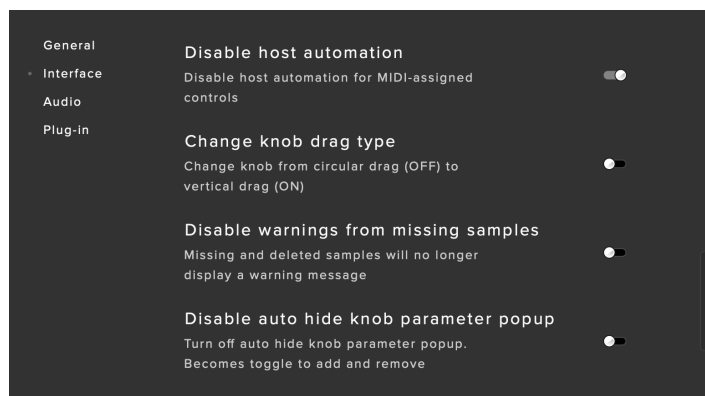 General
Interface
Audio
Plug-in
Disable host automation
Disable host automation for MIDI-assigned
controls
Change knob drag type
Change knob from circular drag (OFF) to
vertical drag (ON)
Disable warnings from missing samples
Missing and deleted samples will no longer
display a warning message
Disable auto hide knob parameter popup
Turn off auto hide knob parameter popup.
Becomes toggle to add and remove